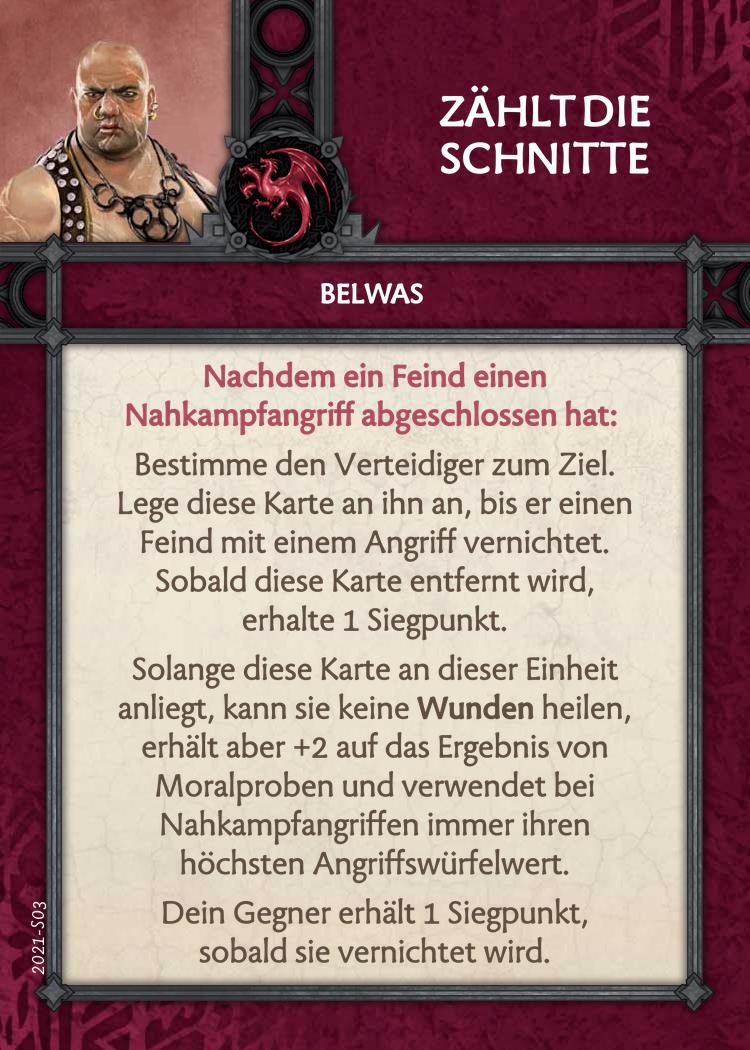 ZÄHLT DIE
SCHNITTE
BELWAS
Nachdem ein Feind einen
Nahkampfangriff abgeschlossen hat:
Bestimme den Verteidiger zum Ziel.
Lege diese Karte an ihn an, bis er einen
Feind mit einem Angriff vernichtet.
Sobald diese Karte entfernt wird,
erhalte 1 Siegpunkt.
Solange diese Karte an dieser Einheit
anliegt, kann sie keine Wunden heilen,
erhält aber +2 auf das Ergebnis von
Moralproben und verwendet bei
Nahkampfangriffen immer ihren
höchsten Angriffswürfelwert.
Dein Gegner erhält 1 Siegpunkt,
sobald sie vernichtet wird.
2021-S03